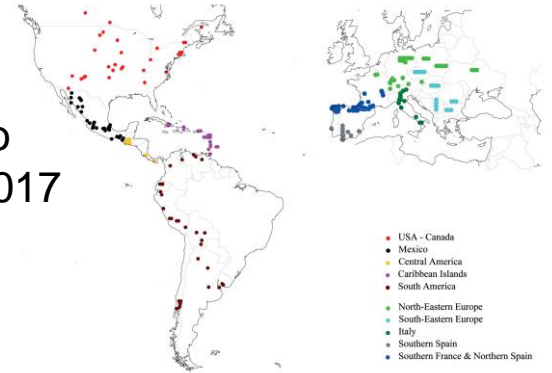 o
017
USA - Canada
Mexico
Central America
Caribbean Islands
South America
North-Eastern Europe
South-Eastern Europe
Italy
Southern Spain
Southern France & Northern Spain